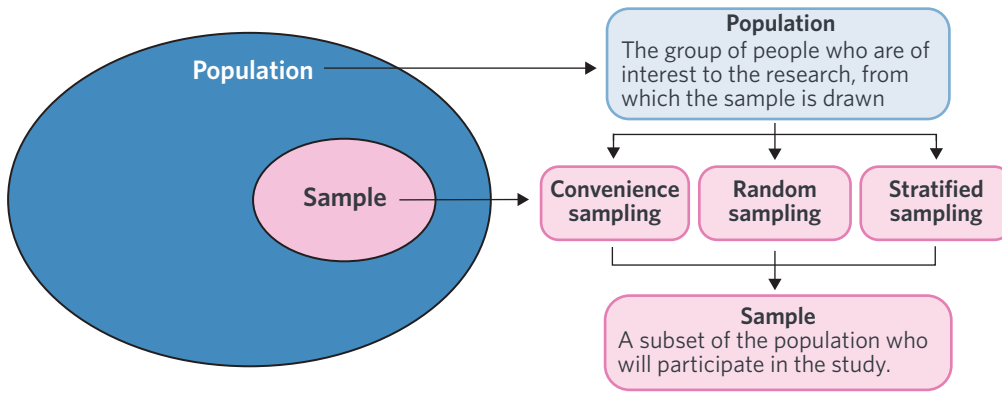 Population
Sample
Population
The group of people who are of
interest to the research, from
which the sample is drawn
Convenience
sampling
Random
sampling
Stratified
sampling
Sample
A subset of the population who
will participate in the study.